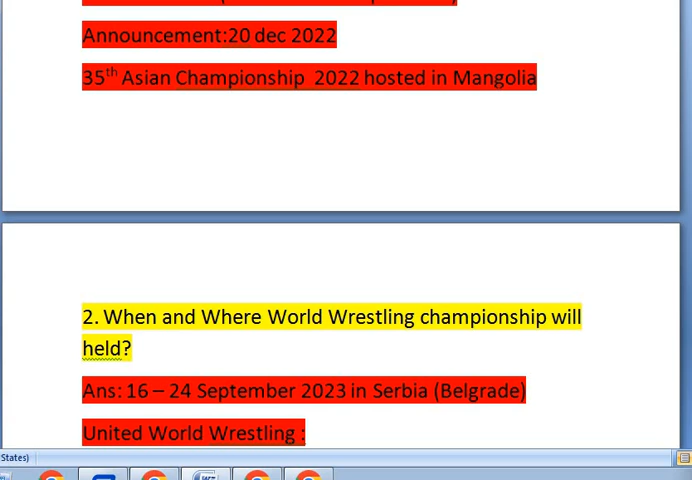 Announcement:20 dec 2022
35th Asian Championship 2022 hosted in Mangolia
2. When and Where World Wrestling championship will
held?
Ans: 16 – 24 September 2023 in Serbia (Belgrade)
United World Wrestling :
States)